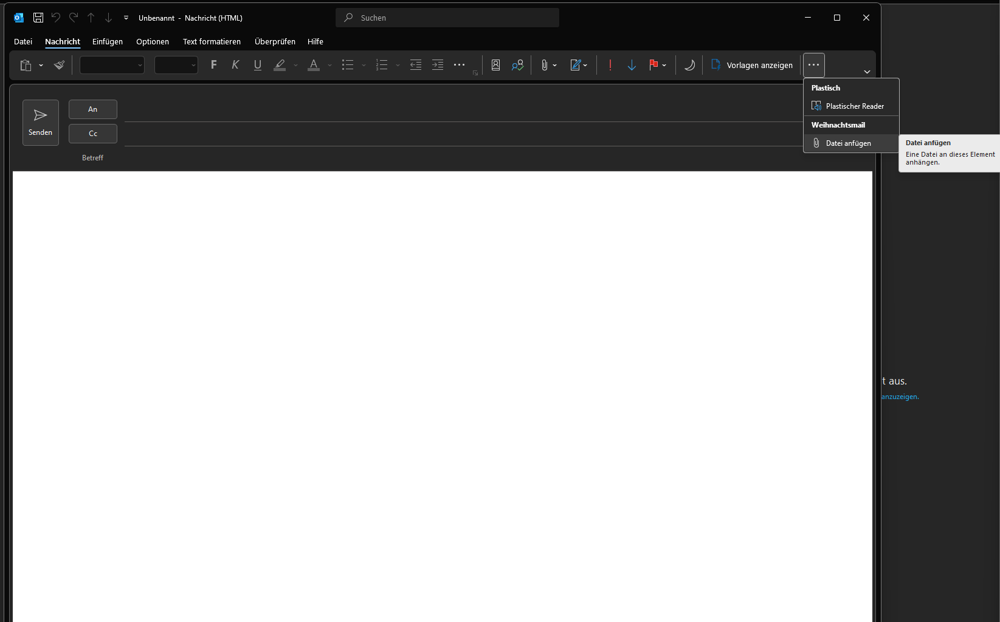 Unbenannt - Nachricht (HTML)
Suchen
Datei Nachricht Einfügen Optionen Text formatieren Überprüfen Hilfe
F K U A Vorlagen anzeigen
Plastisch
Plastischer Reader
Weihnachtsmail
Datei anfügen
Datei anfügen
Eine Datei an dieses Element
anhängen.
Senden
An
Cc
Betreff
t aus.
anzuzeigen.